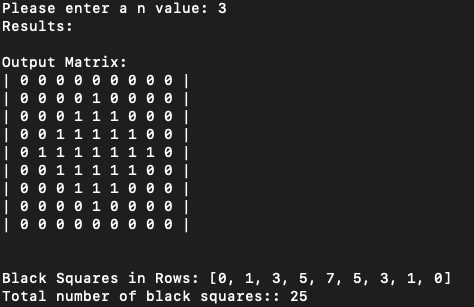 Please enter a n value: 3
Results:
Output Matrix:
| 0 0 0 0 0 0 0 0 0 |
| 0 0 0 0 1 0 0 0 0 |
| 0 0 0 1 1 1 0 0 0 |
| 0 0 1 1 1 1 1 0 0 |
| 0 1 1 1 1 1 1 1 0 |
| 0 0 1 1 1 1 1 0 0 |
| 0 0 0 1 1 1 0 0 0 |
| 0 0 0 0 1 0 0 0 0 |
| 0 0 0 0 0 0 0 0 0 |
Black Squares in Rows: [0, 1, 3, 5, 7, 5, 3, 1, 0]
Total number of black squares:: 25